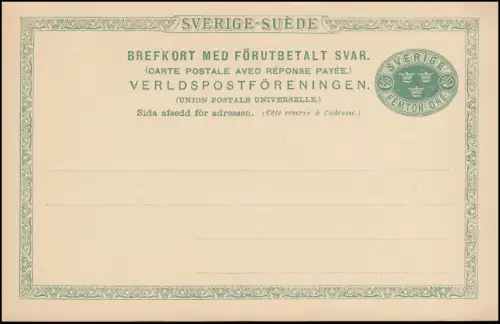 SVERIGE-SUÈDE
BREFKORT MED FÖRUTBETALT SVAR.
(CARTE POSTALE AVEC RÉPONSE PAYÉE.)
VERLDSPOSTFÖRENINGEN.
(UNION POSTALE UNIVERSELLE.)
Sida afsedd för adressen. (Côté réservé à l'adresse.)
SVERIGE
FEMTON ÖRE